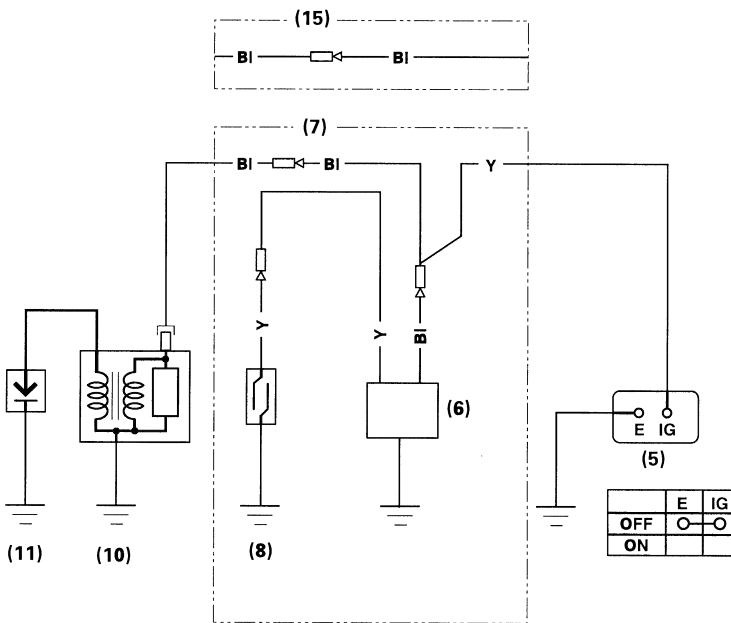 (15)
Bl Bl
(7)
Bl Bl Y
Y Y Bl
(6)
E IG
(5)
E IG
OFF
ON
(11) (10) (8)